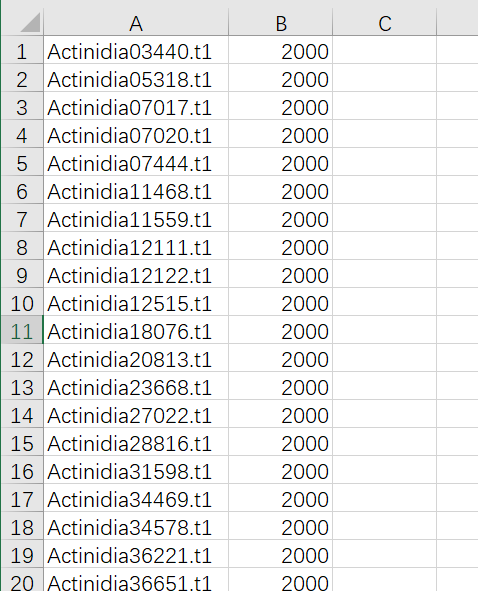 A B C
1 Actinidia03440.t1 2000
2 Actinidia05318.t1 2000
3 Actinidia07017.t1 2000
4 Actinidia07020.t1 2000
5 Actinidia07444.t1 2000
6 Actinidia11468.t1 2000
7 Actinidia11559.t1 2000
8 Actinidia12111.t1 2000
9 Actinidia12122.t1 2000
10 Actinidia12515.t1 2000
11 Actinidia18076.t1 2000
12 Actinidia20813.t1 2000
13 Actinidia23668.t1 2000
14 Actinidia27022.t1 2000
15 Actinidia28816.t1 2000
16 Actinidia31598.t1 2000
17 Actinidia34469.t1 2000
18 Actinidia34578.t1 2000
19 Actinidia36221.t1 2000
20 Actinidia36651.t1 2000